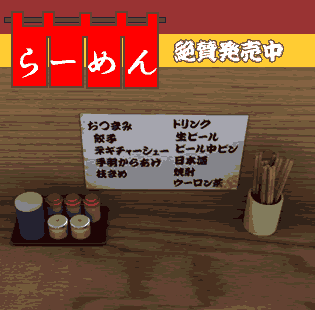 らーめん
絶賛発売中
おつまみ
餃子
ネギチャーシュー
手羽からあげ
枝まめ
ドリンク
生ビール
ビール中ビン
日本酒
焼酎
ウーロン茶